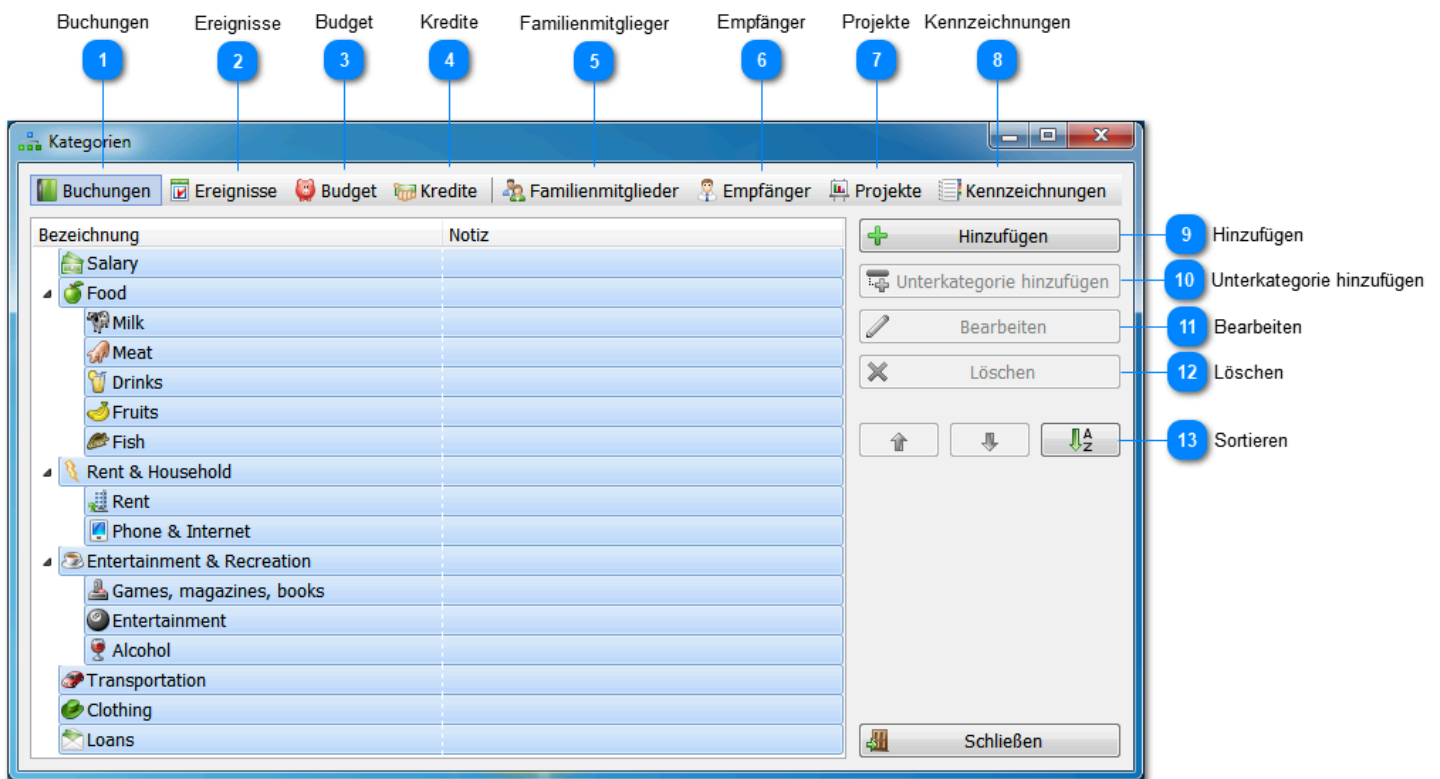 Buchungen Ereignisse Budget Kredite Familienmitglieger Empfänger Projekte Kennzeichnungen
1 2 3 4 5 6 7 8
Kategorien
Buchungen Ereignisse Budget Kredite Familienmitglieder Empfänger Projekte Kennzeichnungen
Bezeichnung Notiz
Hinzufügen 9 Hinzufügen
Salary
Unterkategorie hinzufügen 10 Unterkategorie hinzufügen
Food
Milk
Bearbeiten 11 Bearbeiten
Meat
Löschen 12 Löschen
Drinks
Fruits
Fish
A Z 13 Sortieren
Rent & Household
Rent
Phone & Internet
Entertainment & Recreation
Games, magazines, books
Entertainment
Alcohol
Transportation
Clothing
Loans
Schließen